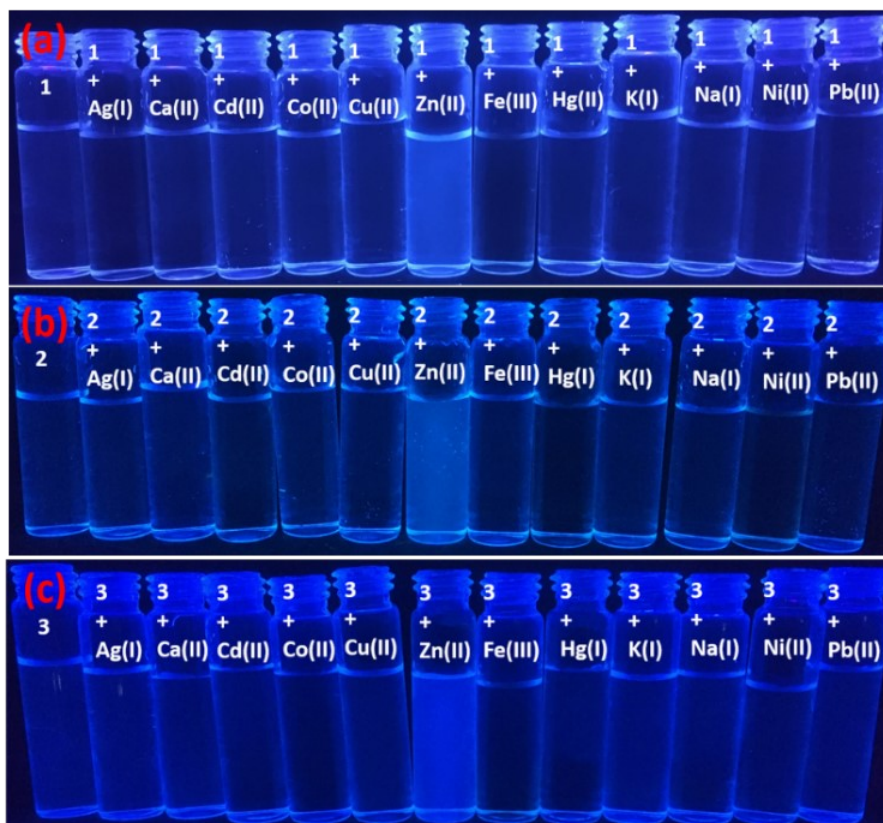 (a)
1
1 + Ag(I)
1 + Ca(II)
1 + Cd(II)
1 + Co(II)
1 + Cu(II)
1 + Zn(II)
1 + Fe(III)
1 + Hg(II)
1 + K(I)
1 + Na(I)
1 + Ni(II)
1 + Pb(II)
(b)
2
2 + Ag(I)
2 + Ca(II)
2 + Cd(II)
2 + Co(II)
2 + Cu(II)
2 + Zn(II)
2 + Fe(III)
2 + Hg(I)
2 + K(I)
2 + Na(I)
2 + Ni(II)
2 + Pb(II)
(c)
3
3 + Ag(I)
3 + Ca(II)
3 + Cd(II)
3 + Co(II)
3 + Cu(II)
3 + Zn(II)
3 + Fe(III)
3 + Hg(I)
3 + K(I)
3 + Na(I)
3 + Ni(II)
3 + Pb(II)